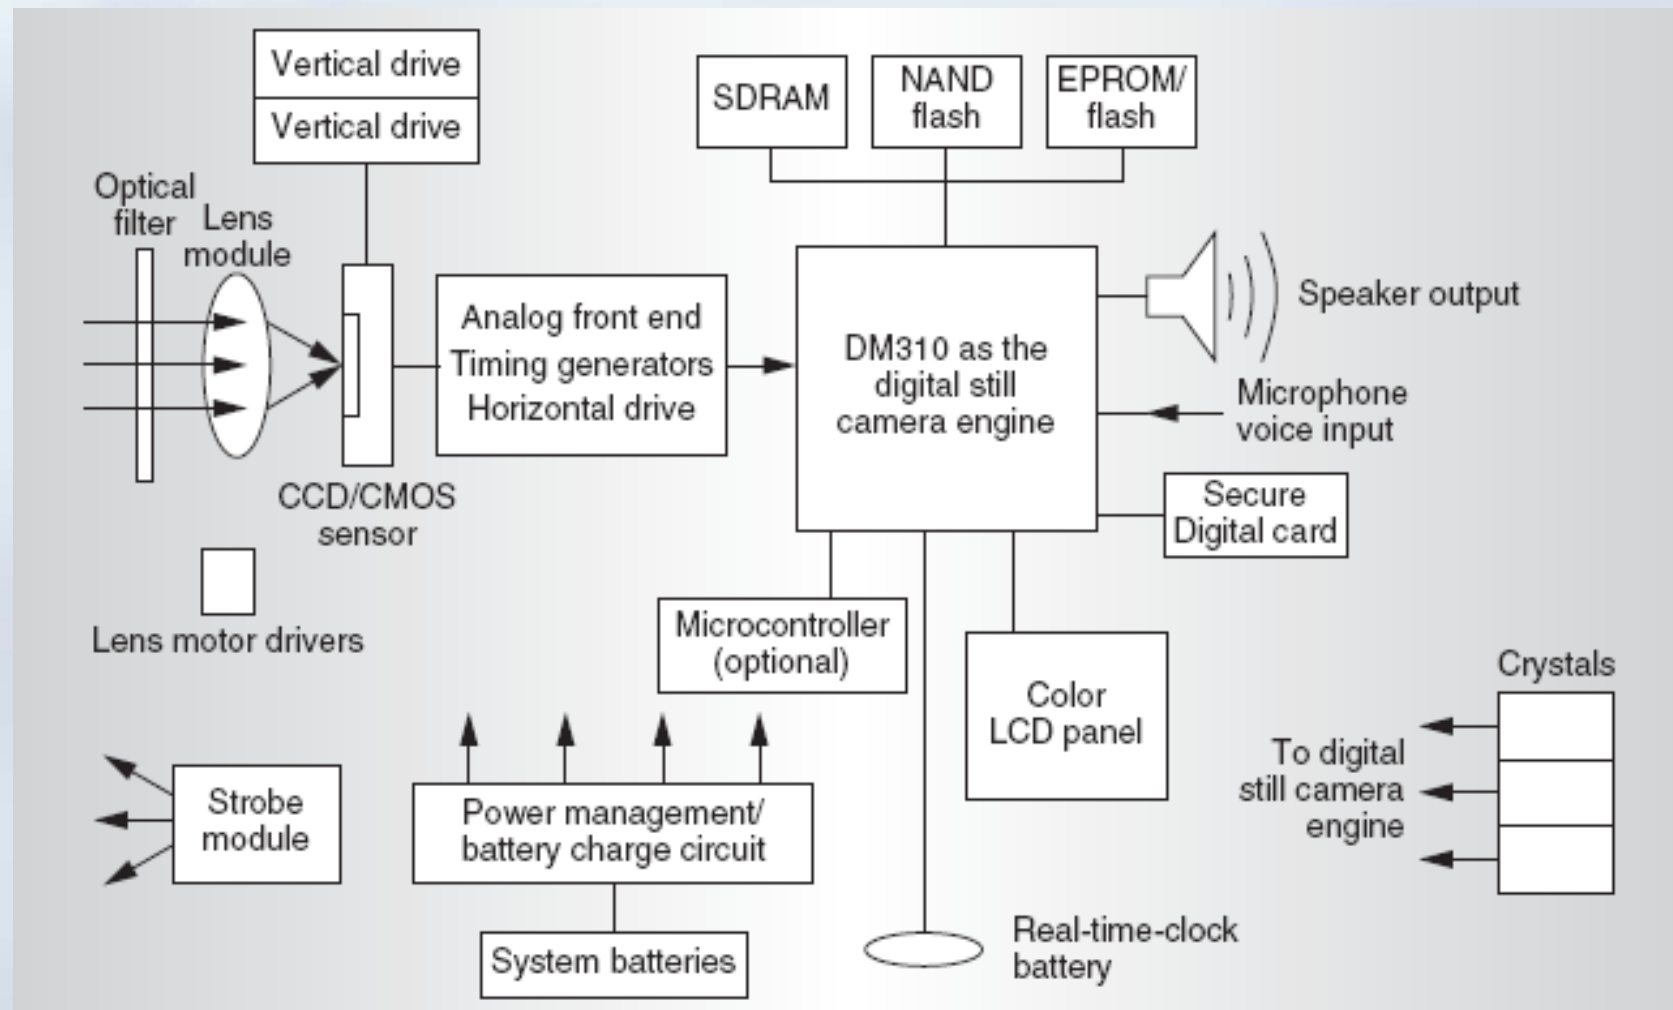 Vertical drive
Vertical drive
SDRAM
NAND
flash
EPROM/
flash
Optical
filter
Lens
module
Analog front end
Timing generators
Horizontal drive
DM310 as the
digital still
camera engine
Speaker output
Microphone
voice input
CCD/CMOS
sensor
Secure
Digital card
Lens motor drivers
Microcontroller
(optional)
Color
LCD panel
Crystals
To digital
still camera
engine
Strobe
module
Power management/
battery charge circuit
System batteries
Real-time-clock
battery